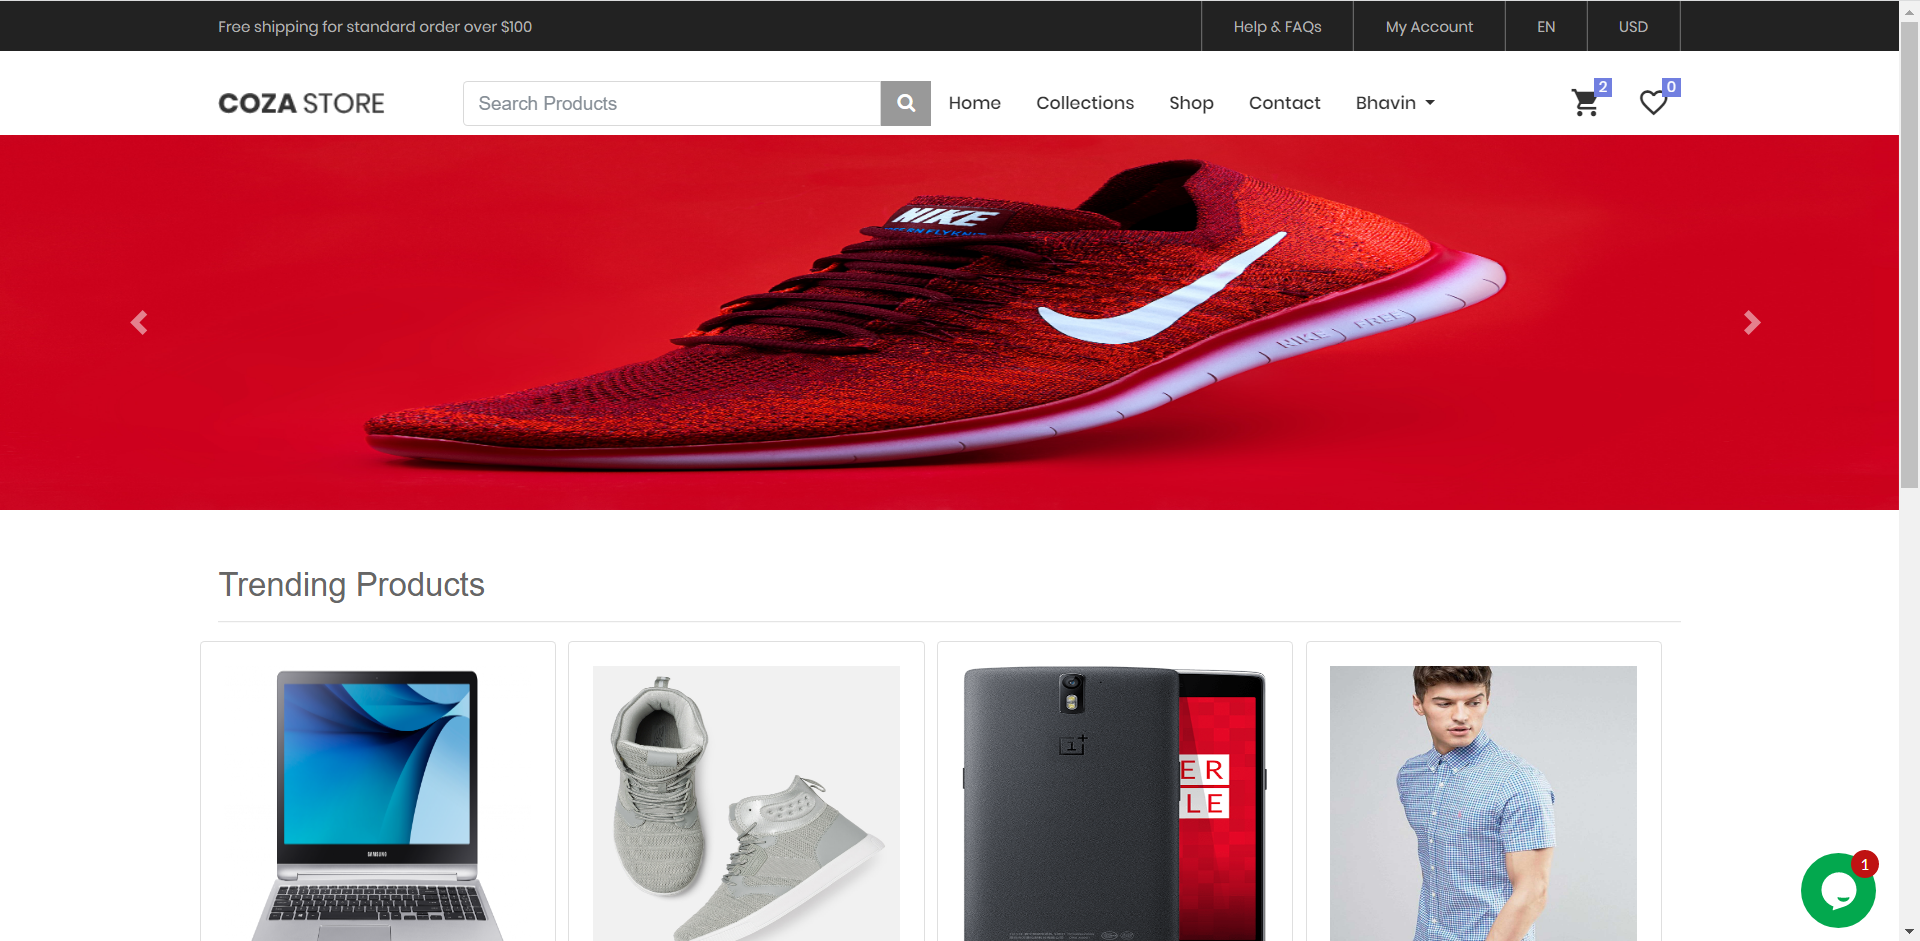 Free shipping for standard order over $100
Help & FAQs
My Account
EN
USD
COZA STORE
Search Products
Home
Collections
Shop
Contact
Bhavin
2
0
NIKE
NIKE FREE
Trending Products
SAMSUNG
1
ER
LE
1